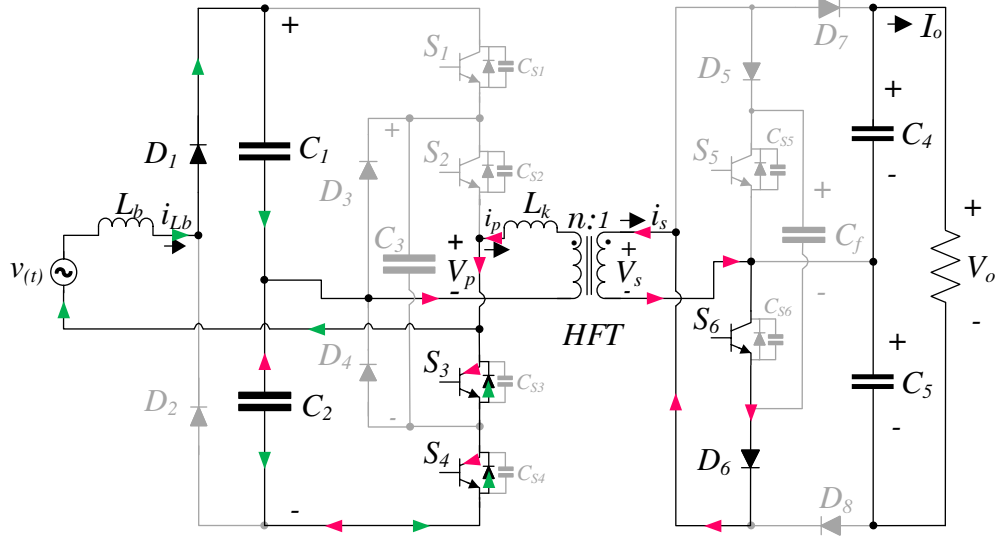 S1
CS1
D7
Io
D5
+
+
+
D1
C1
S2
CS2
D3
S5
CS5
C4
-
Lb
iLb
Lk
ip
n:1
is
+
C3
+
Cf
+
v(t)
+
Vp
-
+
Vs
-
-
Vo
-
HFT
S6
CS6
D4
S3
CS3
+
D2
C2
C5
-
-
S4
CS4
D6
-
D8